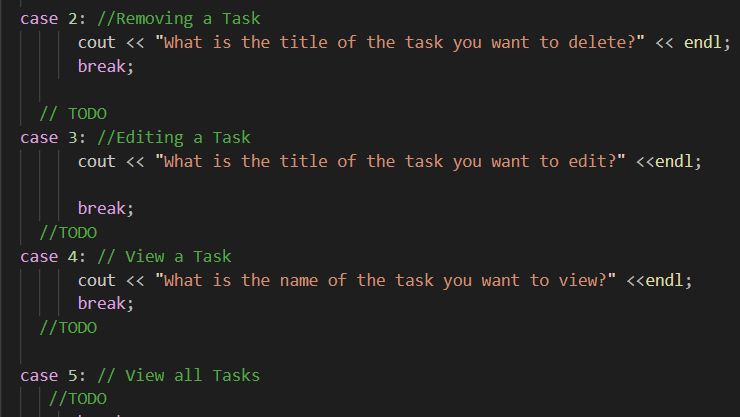 case 2: //Removing a Task
cout << "What is the title of the task you want to delete?" << endl;
break;
// TODO
case 3: //Editing a Task
cout << "What is the title of the task you want to edit?" <<endl;
break;
//TODO
case 4: // View a Task
cout << "What is the name of the task you want to view?" <<endl;
break;
//TODO
case 5: // View all Tasks
//TODO